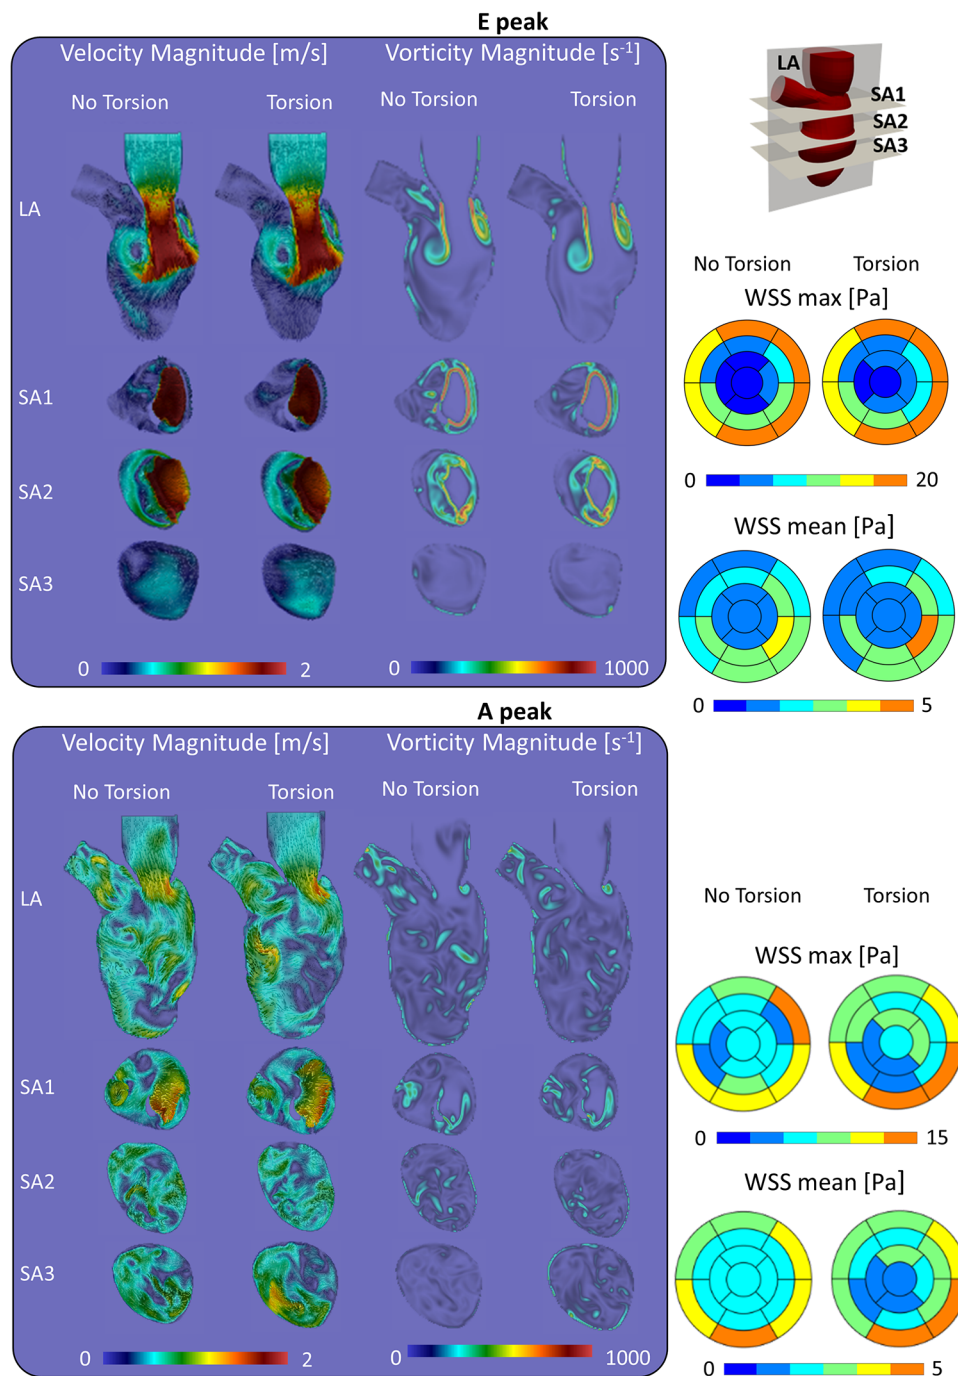 E peak
Velocity Magnitude [m/s]
Vorticity Magnitude [s-1]
No Torsion
Torsion
No Torsion
Torsion
LA
SA1
SA2
SA3
0
2
0
1000
LA
SA1
SA2
SA3
No Torsion
Torsion
WSS max [Pa]
0
20
WSS mean [Pa]
0
5
A peak
Velocity Magnitude [m/s]
Vorticity Magnitude [s-1]
No Torsion
Torsion
No Torsion
Torsion
LA
SA1
SA2
SA3
0
2
0
1000
No Torsion
Torsion
WSS max [Pa]
0
15
WSS mean [Pa]
0
5